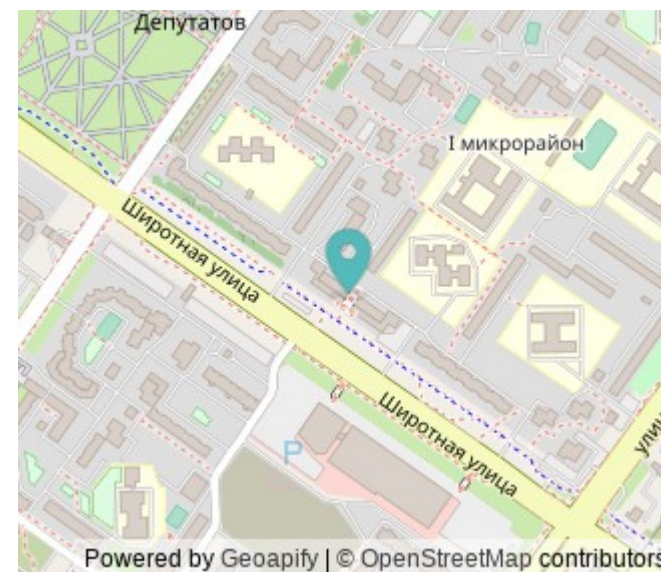 Депутатов
I микрорайон
Широтная улица
Широтная улица
P
Powered by Geoapify | © OpenStreetMap contributors